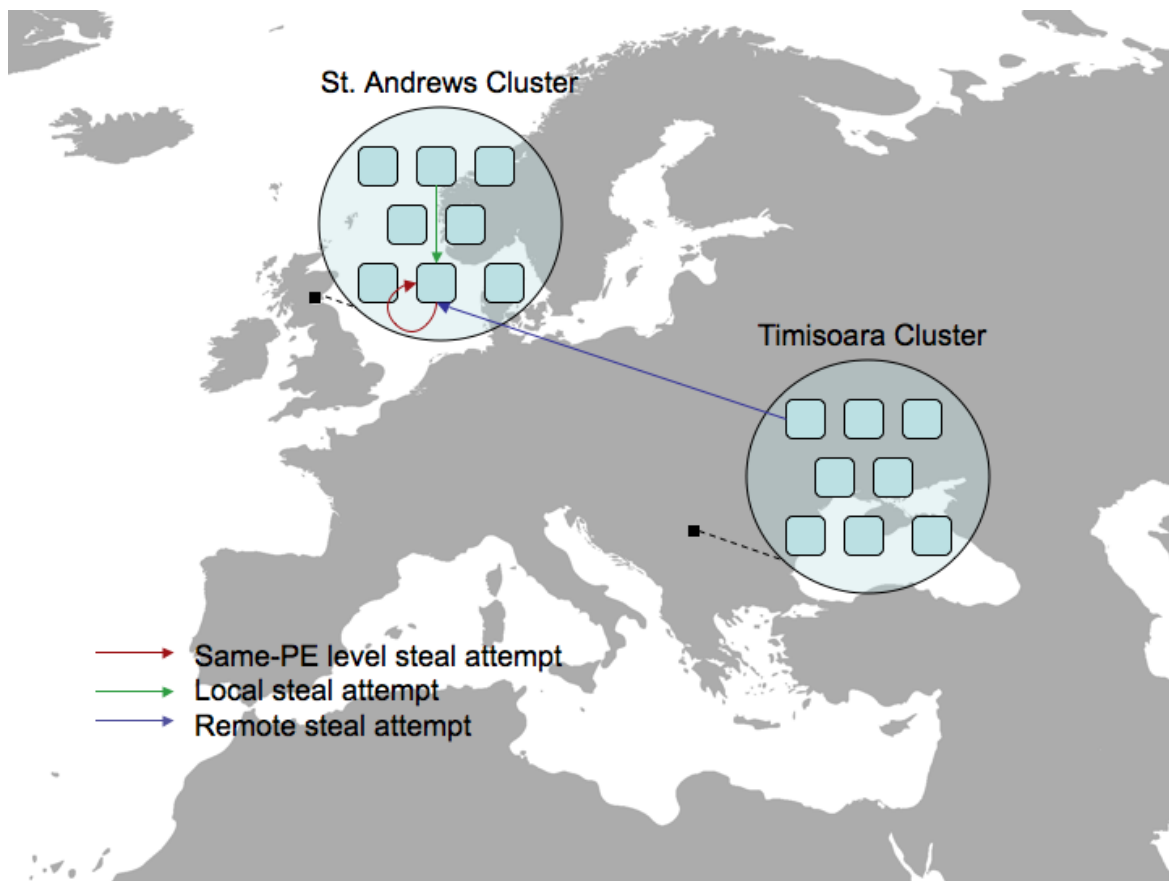 St. Andrews Cluster
Timisoara Cluster
Same-PE level steal attempt
Local steal attempt
Remote steal attempt